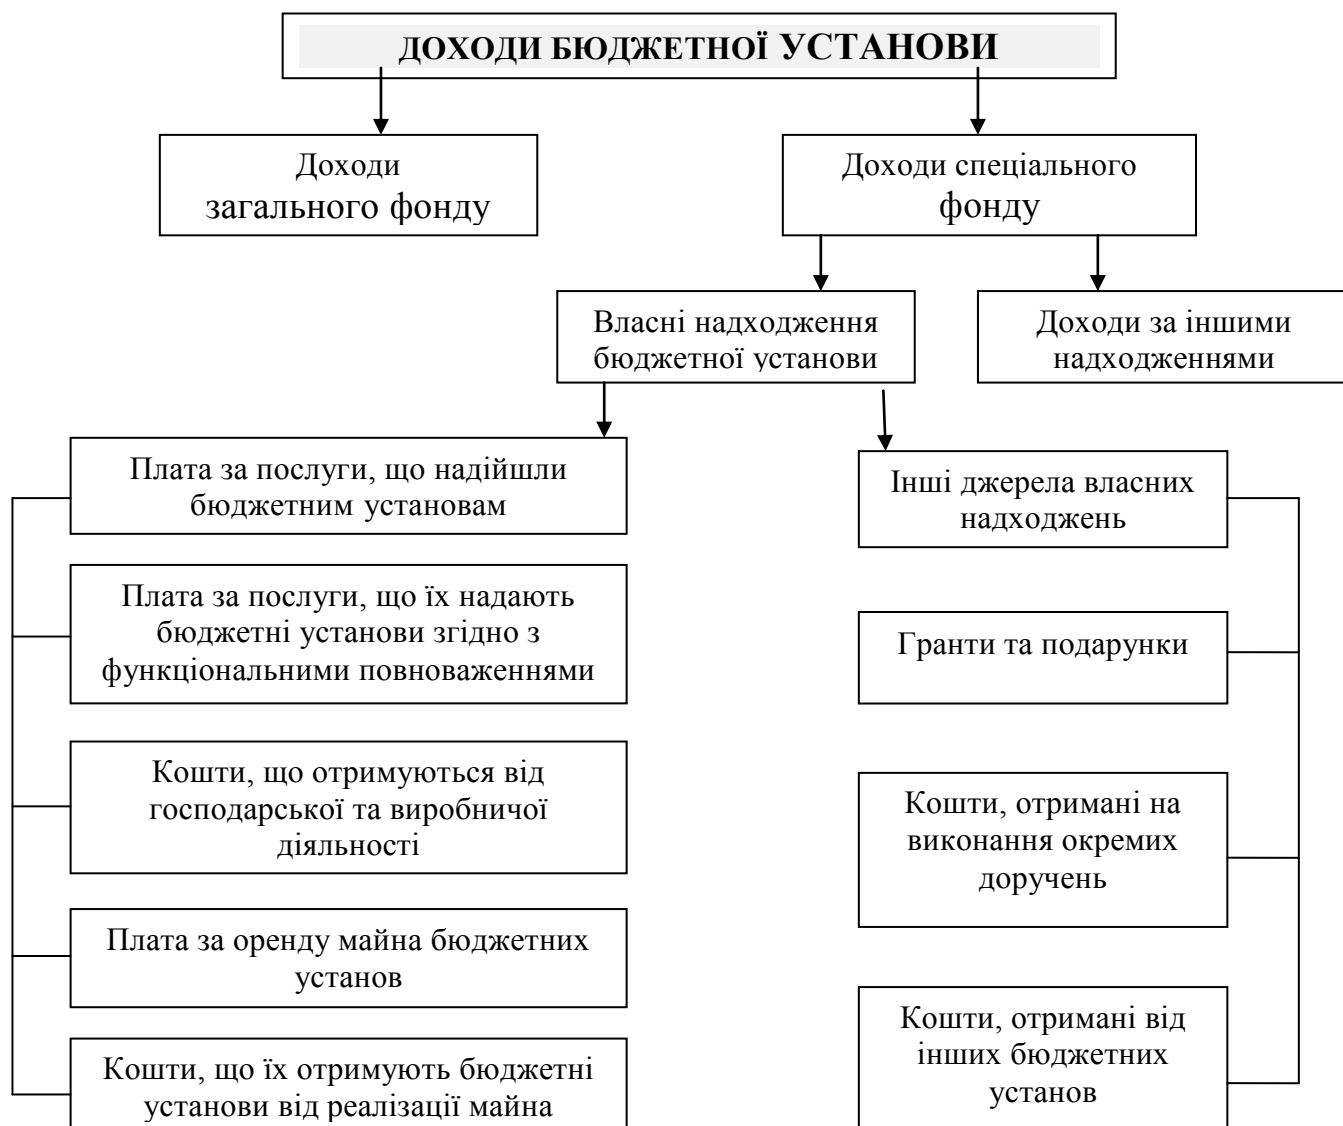 ДОХОДИ БЮДЖЕТНОЇ УСТАНОВИ
Доходи
загального фонду
Доходи спеціального
фонду
Власні надходження
бюджетної установи
Доходи за іншими
надходженнями
Плата за послуги, що надійшли
бюджетним установам
Інші джерела власних
надходжень
Плата за послуги, що їх надають
бюджетні установи згідно з
функціональними повноваженнями
Гранти та подарунки
Кошти, що отримуються від
господарської та виробничої
діяльності
Кошти, отримані на
виконання окремих
доручень
Плата за оренду майна бюджетних
установ
Кошти, отримані від
інших бюджетних
установ
Кошти, що їх отримують бюджетні
установи від реалізації майна